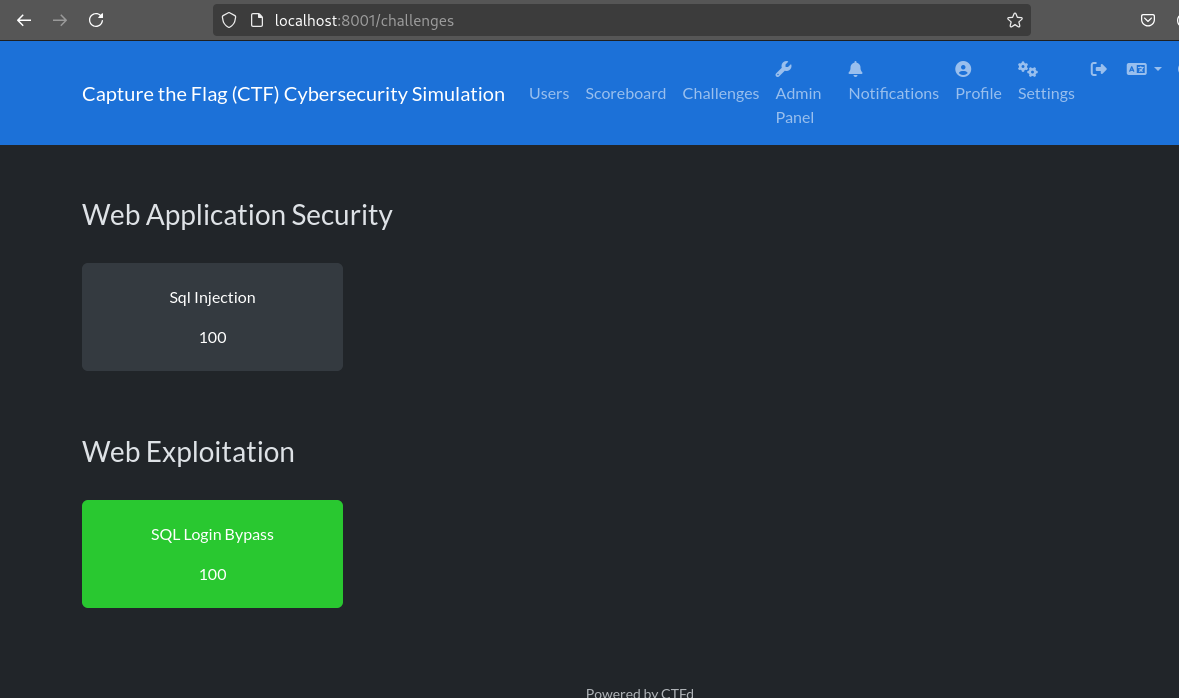 localhost:8001/challenges
Capture the Flag (CTF) Cybersecurity Simulation
Users
Scoreboard
Challenges
Admin
Panel
Notifications
Profile
Settings
Web Application Security
Sql Injection
100
Web Exploitation
SQL Login Bypass
100
Powered by CTFd